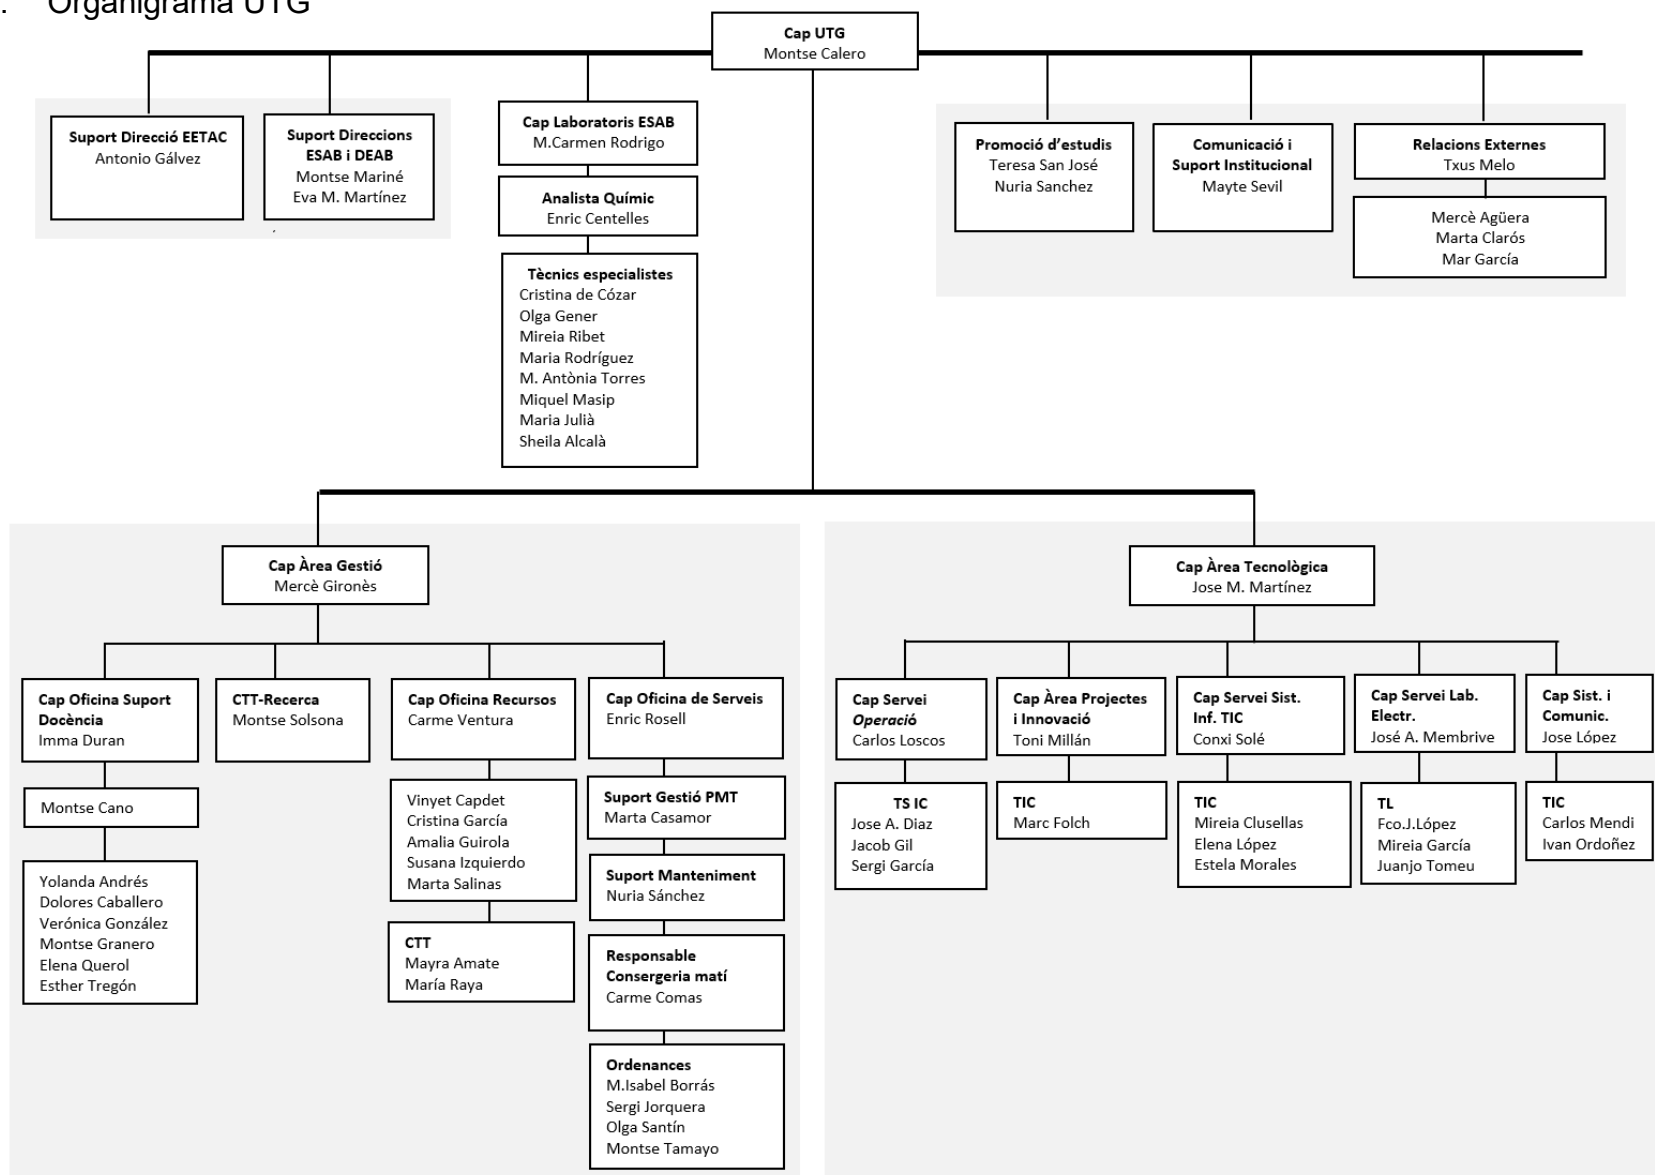 . Organigrama UTG
Cap UTG
Montse Calero
Suport Direcció EETAC
Antonio Gálvez
Suport Direccions
ESAB i DEAB
Montse Mariné
Eva M. Martínez
Cap Laboratoris ESAB
M.Carmen Rodrigo
Analista Químic
Enric Centelles
Tècnics especialistes
Cristina de Cózar
Olga Gener
Mireia Ribet
Maria Rodríguez
M. Antònia Torres
Miquel Masip
Maria Julià
Sheila Alcalà
Promoció d'estudis
Teresa San José
Nuria Sanchez
Comunicació i
Suport Institucional
Mayte Sevil
Relacions Externes
Txus Melo
Mercè Agüera
Marta Clarós
Mar García
Cap Àrea Gestió
Mercè Gironès
Cap Oficina Suport
Docència
Imma Duran
Montse Cano
Yolanda Andrés
Dolores Caballero
Verónica González
Montse Granero
Elena Querol
Esther Tregón
CTT-Recerca
Montse Solsona
Cap Oficina Recursos
Carme Ventura
Vinyet Capdet
Cristina García
Amalia Guirola
Susana Izquierdo
Marta Salinas
CTT
Mayra Amate
María Raya
Cap Oficina de Serveis
Enric Rosell
Suport Gestió PMT
Marta Casamor
Suport Manteniment
Nuria Sánchez
Responsable
Consergeria matí
Carme Comas
Ordenances
M.Isabel Borrás
Sergi Jorquera
Olga Santín
Montse Tamayo
Cap Àrea Tecnològica
Jose M. Martínez
Cap Servei
Operació
Carlos Loscos
TS IC
Jose A. Diaz
Jacob Gil
Sergi García
Cap Àrea Projectes
i Innovació
Toni Millán
TIC
Marc Folch
Cap Servei Sist.
Inf. TIC
Conxi Solé
TIC
Mireia Clusellas
Elena López
Estela Morales
Cap Servei Lab.
Electr.
José A. Membrive
TL
Fco.J.López
Mireia García
Juanjo Tomeu
Cap Sist. i
Comunic.
Jose López
TIC
Carlos Mendi
Ivan Ordoñez